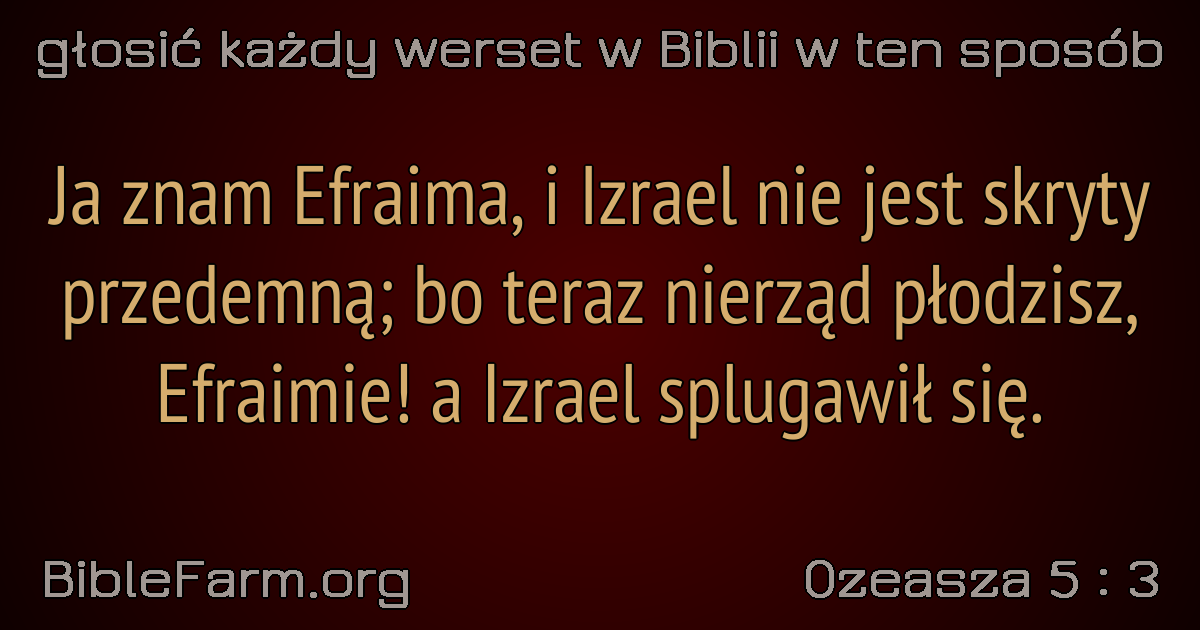 głosić każdy werset w Biblii w ten sposób
Ja znam Efraima, i Izrael nie jest skryty
przedemną; bo teraz nierząd płodzisz,
Efraimie! a Izrael splugawił się.
BibleFarm.org
Ozeasza 5 : 3